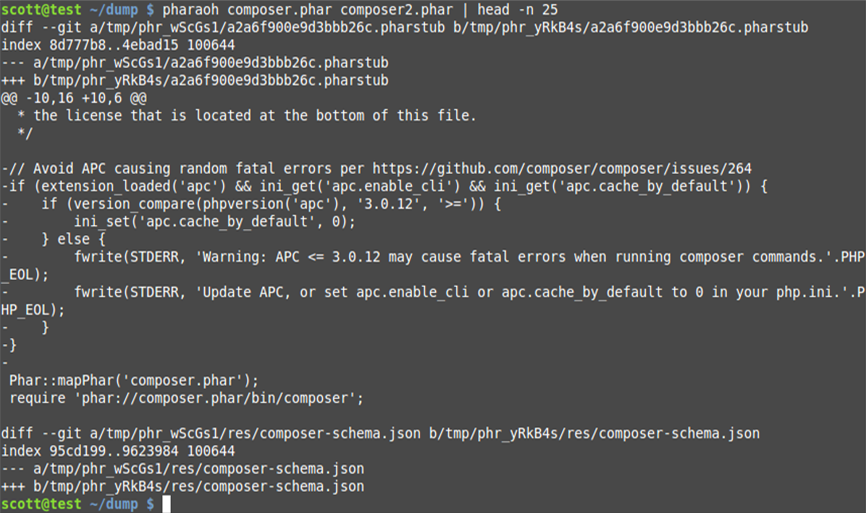 scott@test ~/dump $ pharaoh composer.phar composer2.phar | head -n 25
diff --git a/tmp/phr_wScGs1/a2a6f900e9d3bbb26c.pharstub b/tmp/phr_yRkB4s/a2a6f900e9d3bbb26c.pharstub
index 8d777b8..4ebad15 100644
--- a/tmp/phr_wScGs1/a2a6f900e9d3bbb26c.pharstub
+++ b/tmp/phr_yRkB4s/a2a6f900e9d3bbb26c.pharstub
@@ -10,16 +10,6 @@
  * the license that is located at the bottom of this file.
  */

-// Avoid APC causing random fatal errors per https://github.com/composer/composer/issues/264
-if (extension_loaded('apc') && ini_get('apc.enable_cli') && ini_get('apc.cache_by_default')) {
-    if (version_compare(phpversion('apc'), '3.0.12', '>=')) {
-        ini_set('apc.cache_by_default', 0);
-    } else {
-        fwrite(STDERR, 'Warning: APC <= 3.0.12 may cause fatal errors when running composer commands.'.PHP
_EOL);
-        fwrite(STDERR, 'Update APC, or set apc.enable_cli or apc.cache_by_default to 0 in your php.ini.'.P
HP_EOL);
-    }
-}
-
 Phar::mapPhar('composer.phar');
 require 'phar://composer.phar/bin/composer';

diff --git a/tmp/phr_wScGs1/res/composer-schema.json b/tmp/phr_yRkB4s/res/composer-schema.json
index 95cd199..9623984 100644
--- a/tmp/phr_wScGs1/res/composer-schema.json
+++ b/tmp/phr_yRkB4s/res/composer-schema.json
scott@test ~/dump $